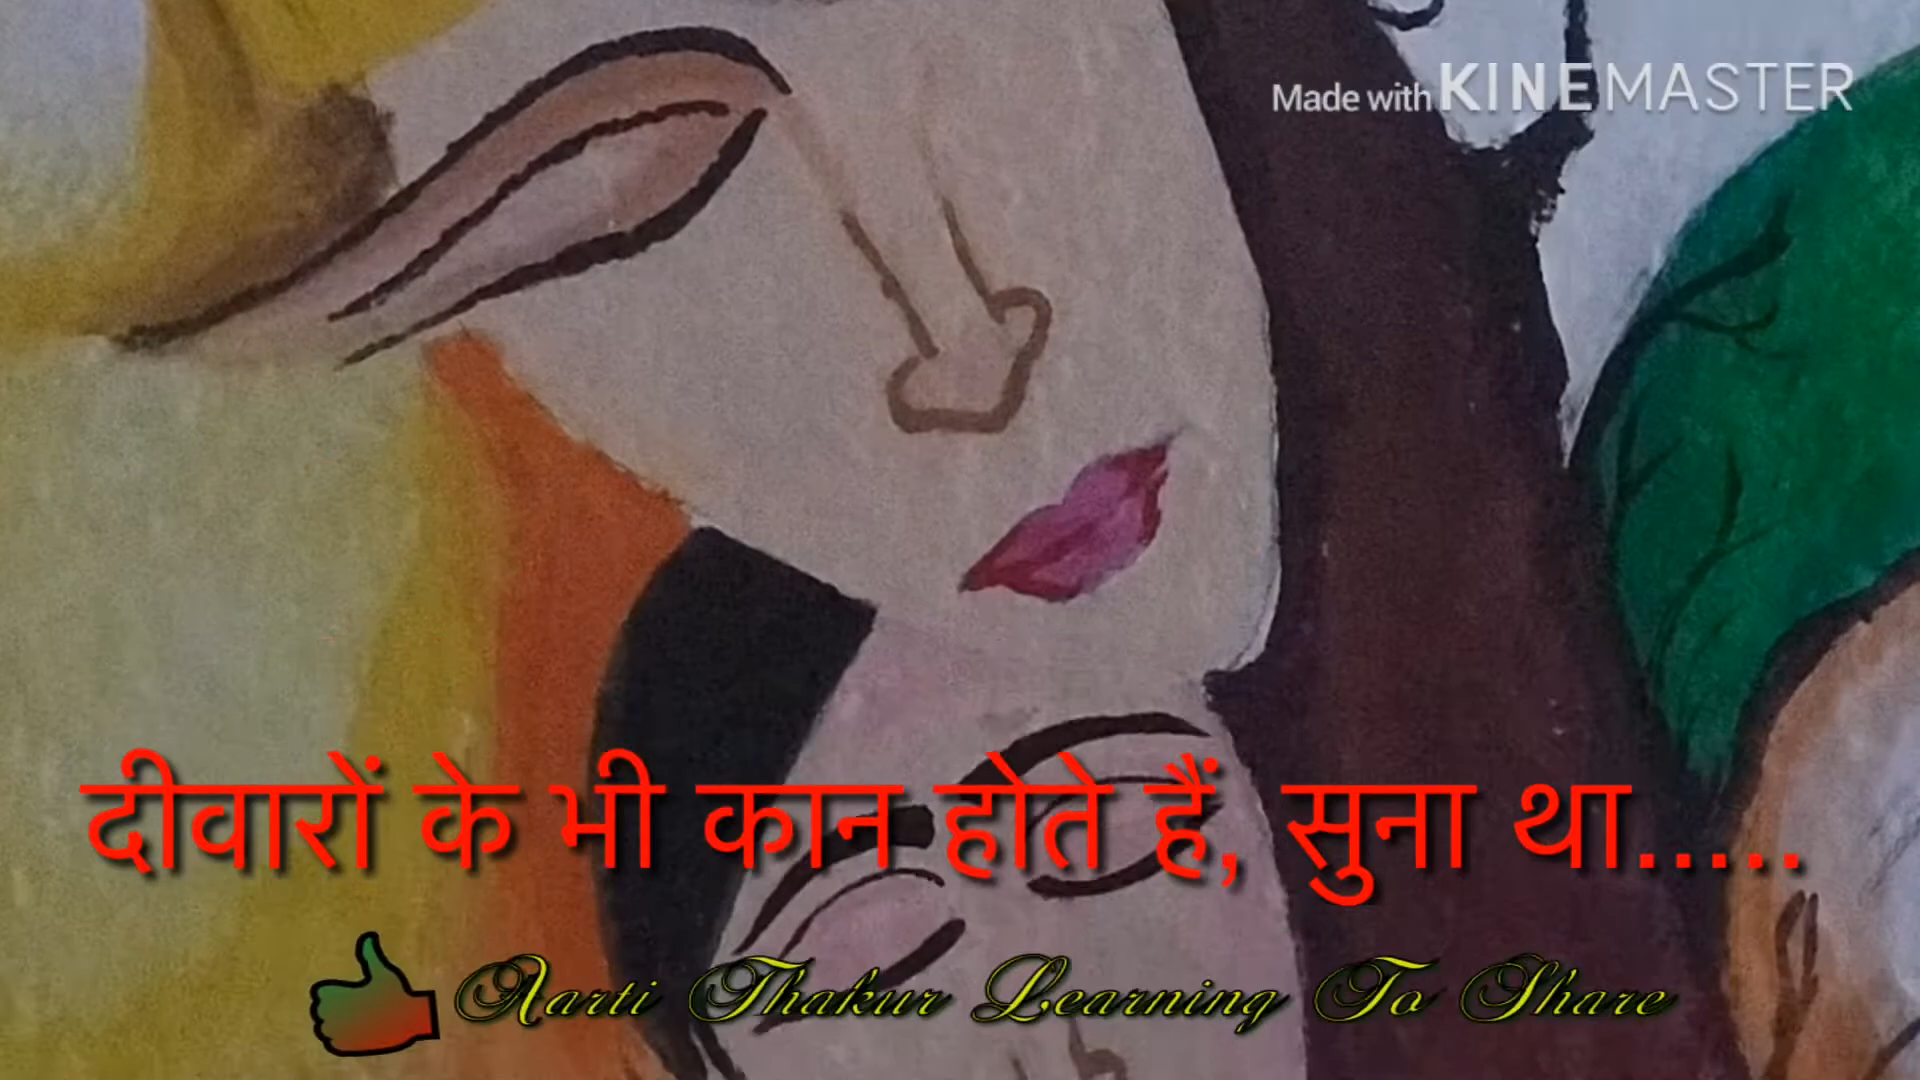 Made with KINEMASTER
दीवारों के भी कान होते हैं, सुना था.....
Aarti Thakur Learning To Share